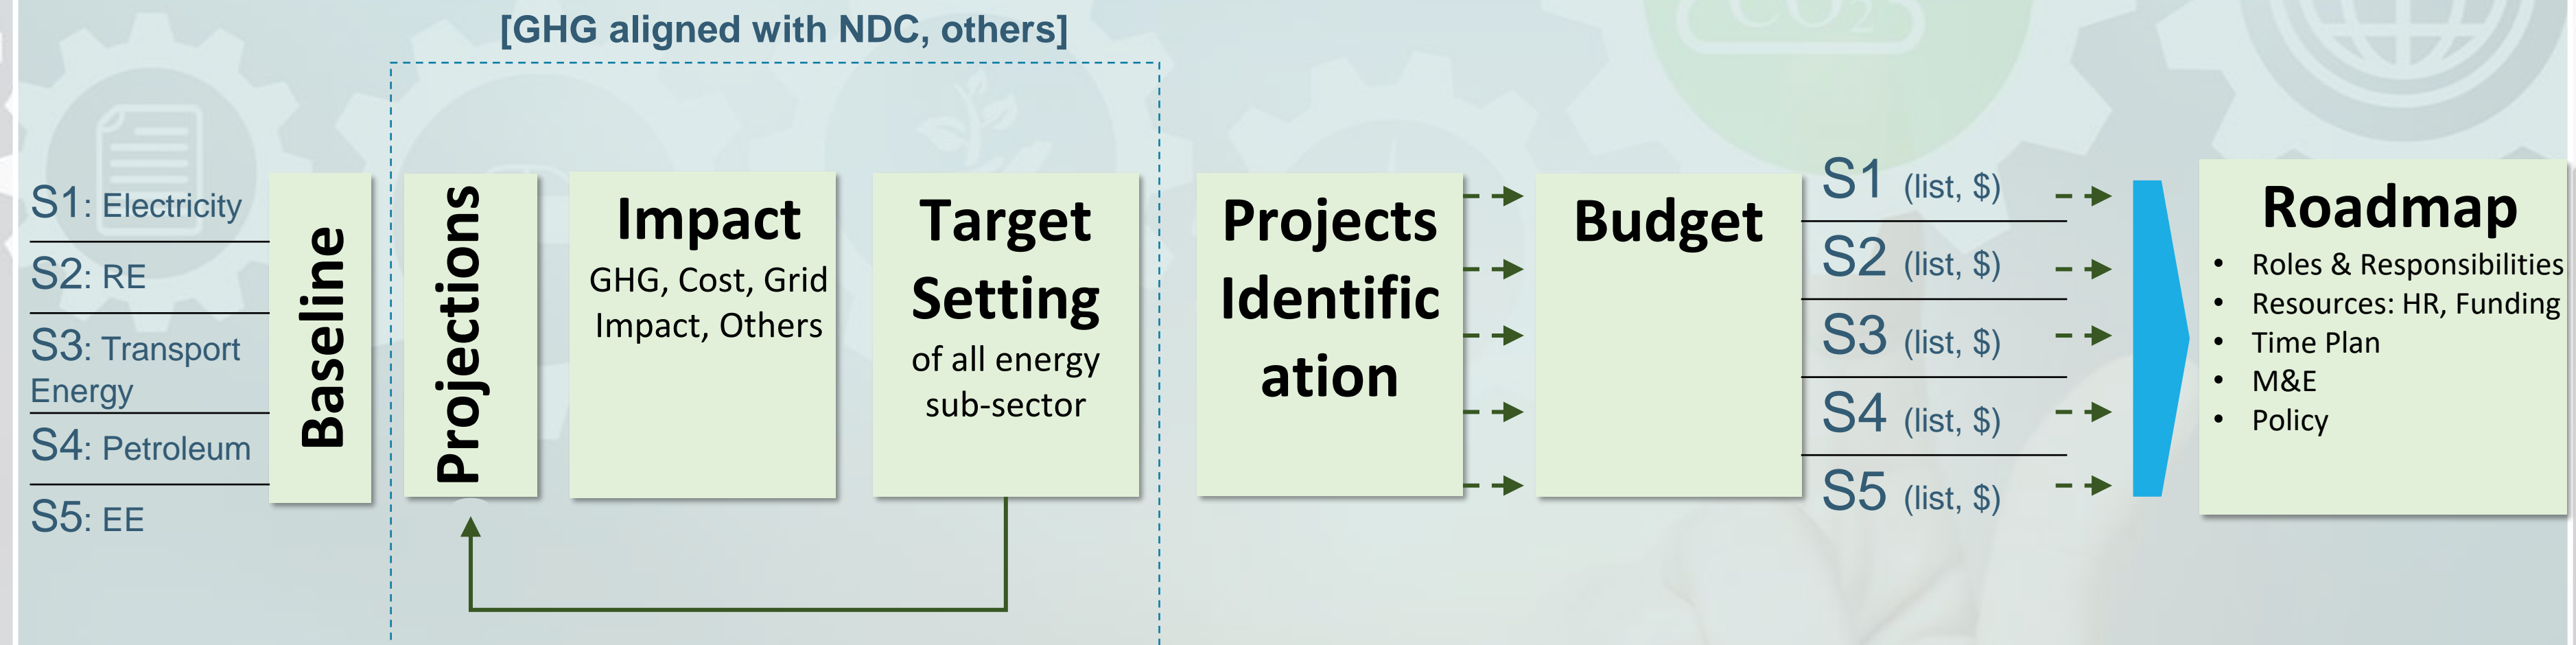 [GHG aligned with NDC, others]
CO2
S1: Electricity
S2: RE
S3: Transport
Energy
S4: Petroleum
S5: EE
Baseline
Projections
Impact
GHG, Cost, Grid
Impact, Others
Target
Setting
of all energy
sub-sector
Projects
Identific
ation
Budget
S1 (list, $)
S2 (list, $)
S3 (list, $)
S4 (list, $)
S5 (list, $)
Roadmap
• Roles & Responsibilities
• Resources: HR, Funding
• Time Plan
• M&E
• Policy